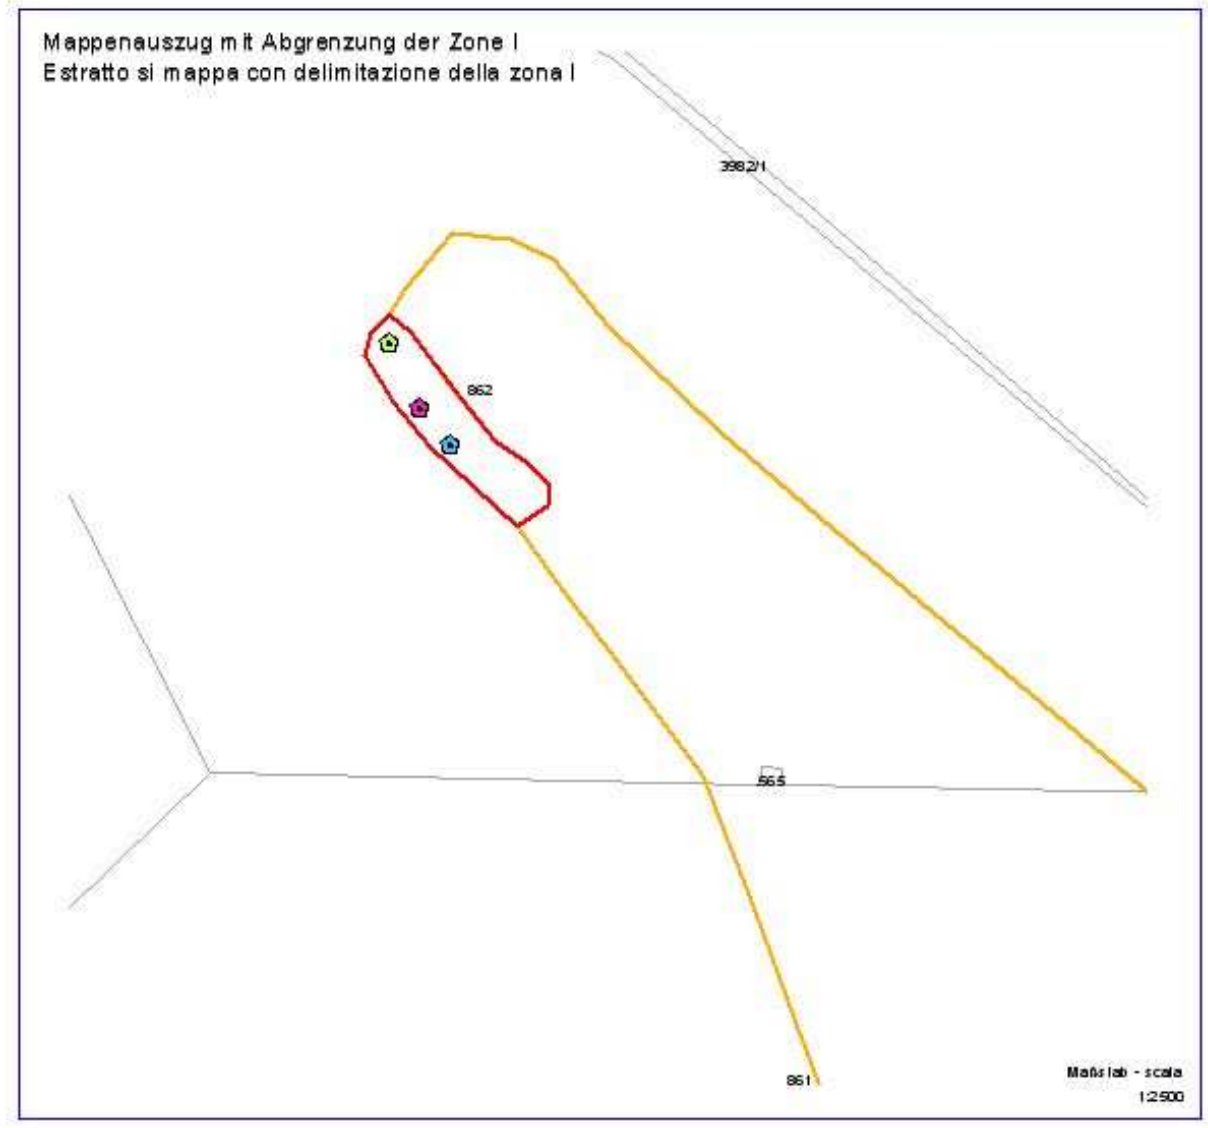 Mappenauszug mit Abgrenzung der Zone I
Estratto si mappa con delimitazione della zona I
3982/1
862
.565
861
Maßstab - scala
1:2500